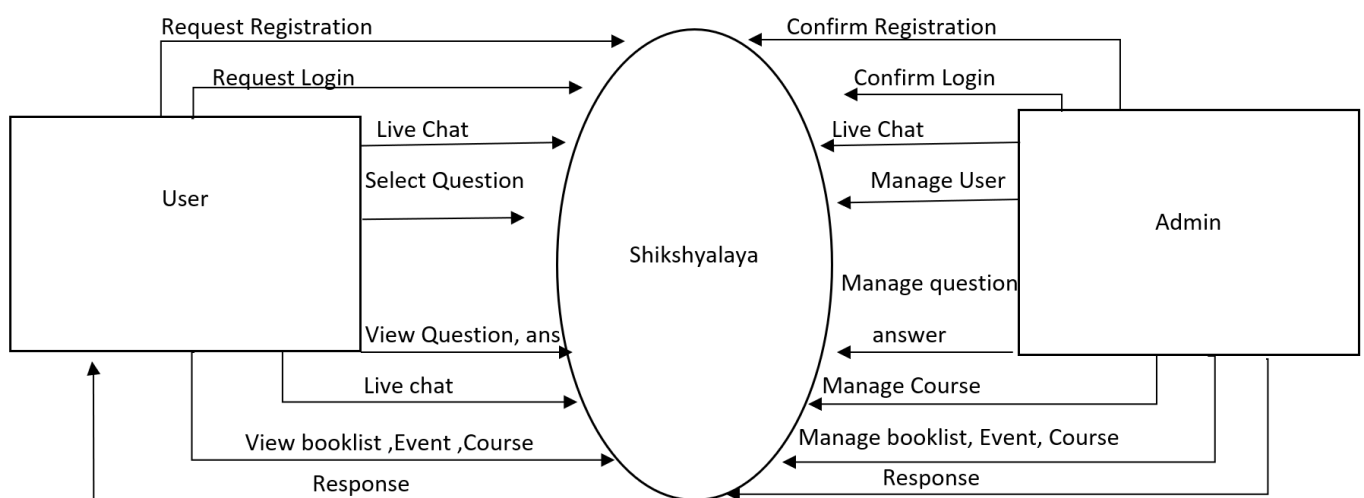 Request Registration
Confirm Registration
Request Login
Confirm Login
Live Chat
Live Chat
Select Question
Manage User
User
Admin
Shikshyalaya
Manage question
View Question, ans
answer
Live chat
Manage Course
View booklist ,Event ,Course
Manage booklist, Event, Course
Response
Response